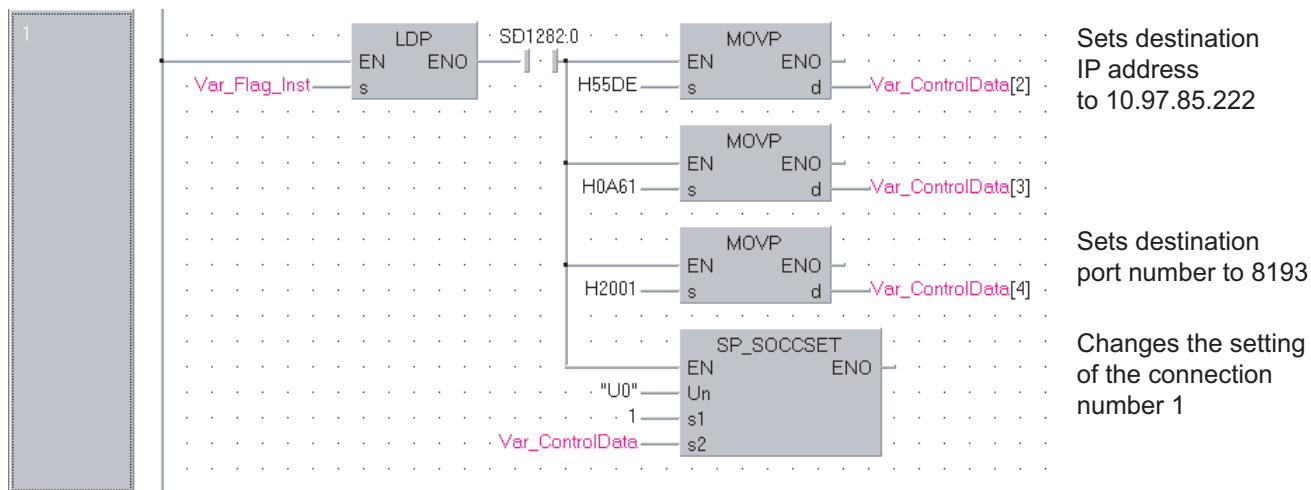 1
LDP
SD1282.0
MOVP
Sets destination
EN ENO
EN ENO
IP address
Var_Flag_Inst
s
H55DE
s d
Var_ControlData[2]
to 10.97.85.222
MOVP
EN ENO
H0A61
s d
Var_ControlData[3]
MOVP
Sets destination
EN ENO
port number to 8193
H2001
s d
Var_ControlData[4]
SP_SOCCSET
Changes the setting
EN ENO
of the connection
"U0"
Un
number 1
1
s1
Var_ControlData
s2